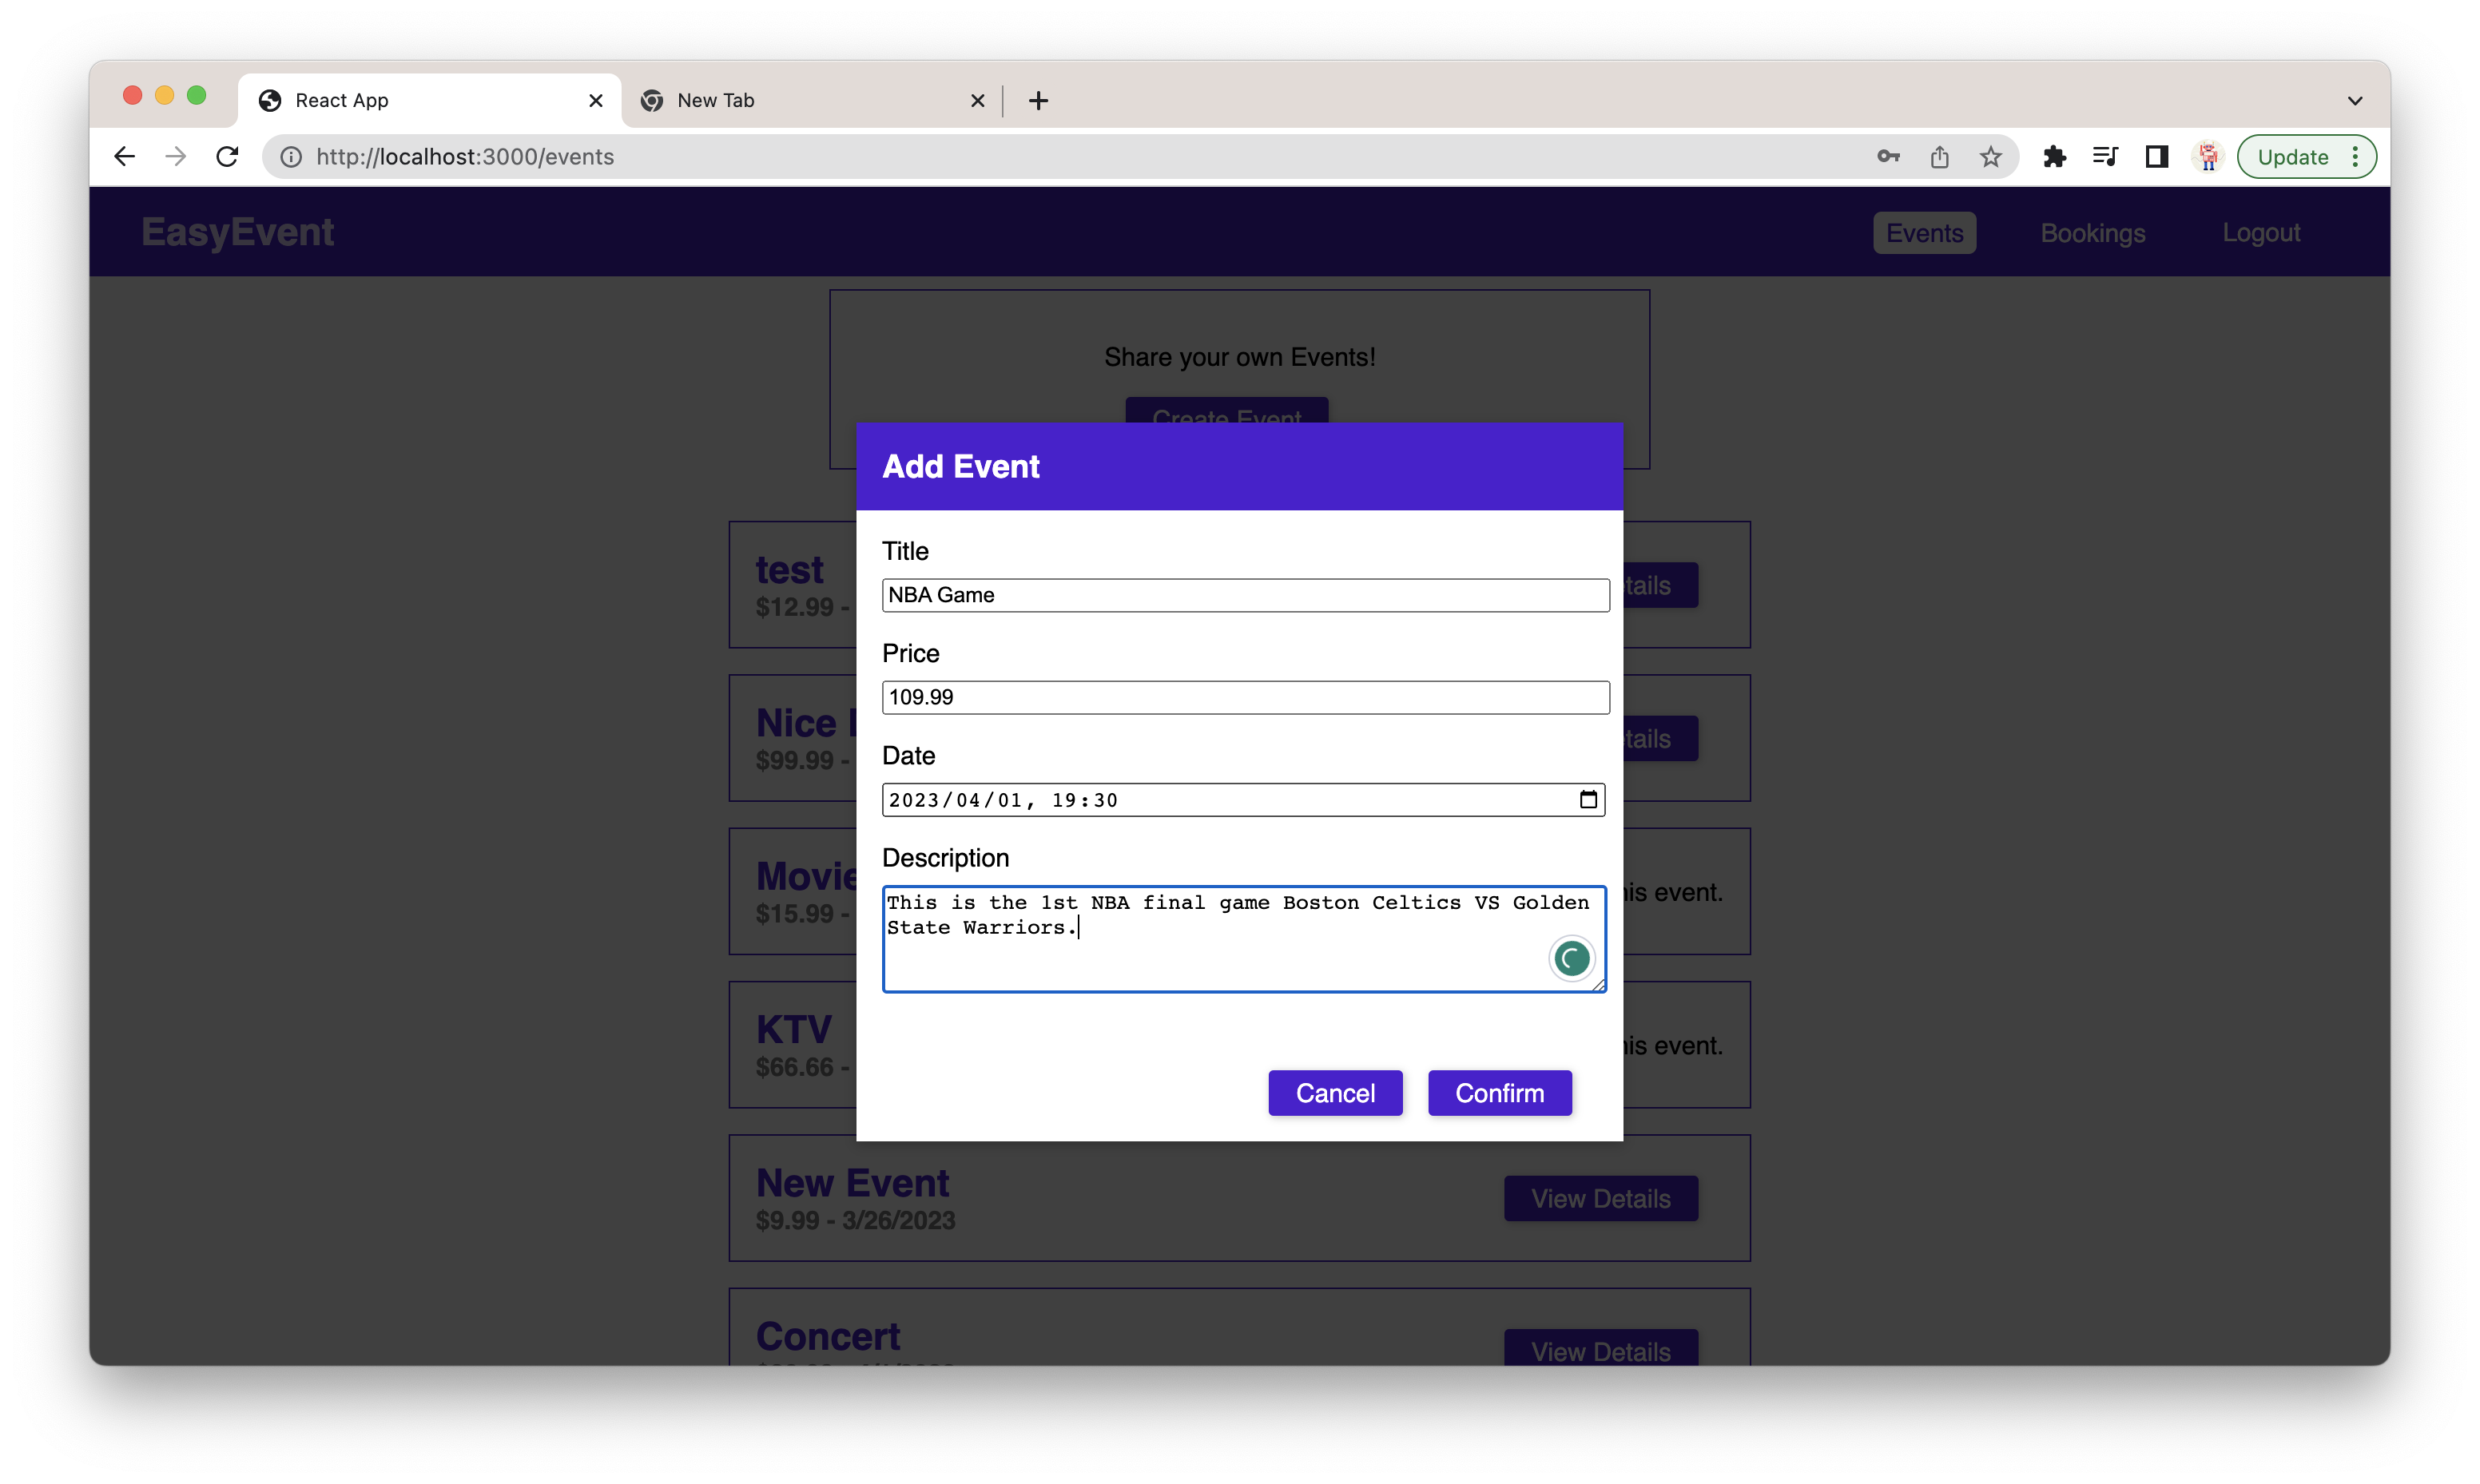 React App
New Tab
http://localhost:3000/events
Update
EasyEvent
Events
Bookings
Logout
Share your own Events!
Create Event
Add Event
Title
NBA Game
Price
109.99
Date
2023/04/01, 19:30
Description
This is the 1st NBA final game Boston Celtics VS Golden
State Warriors.
Cancel
Confirm
test
$12.99 -
tails
Nice
$99.99 -
tails
Movie
$15.99 -
his event.
KTV
$66.66 -
his event.
New Event
$9.99 - 3/26/2023
View Details
Concert
View Details